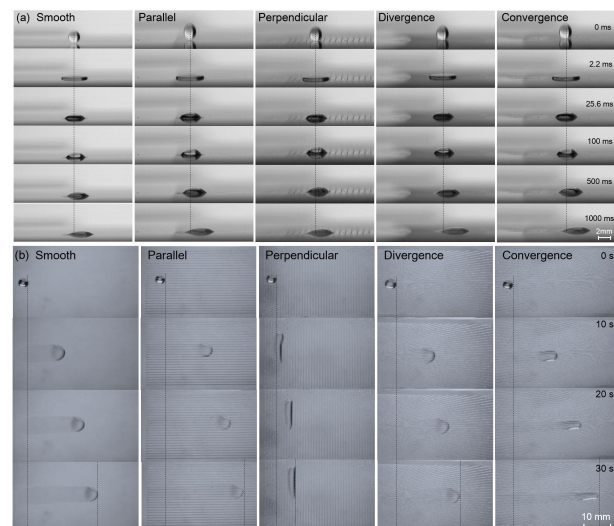 (a) Smooth Parallel Perpendicular Divergence Convergence
0 ms
2.2 ms
25.6 ms
100 ms
500 ms
1000 ms
2mm
(b) Smooth Parallel Perpendicular Divergence Convergence
0 s
10 s
20 s
30 s
10 mm